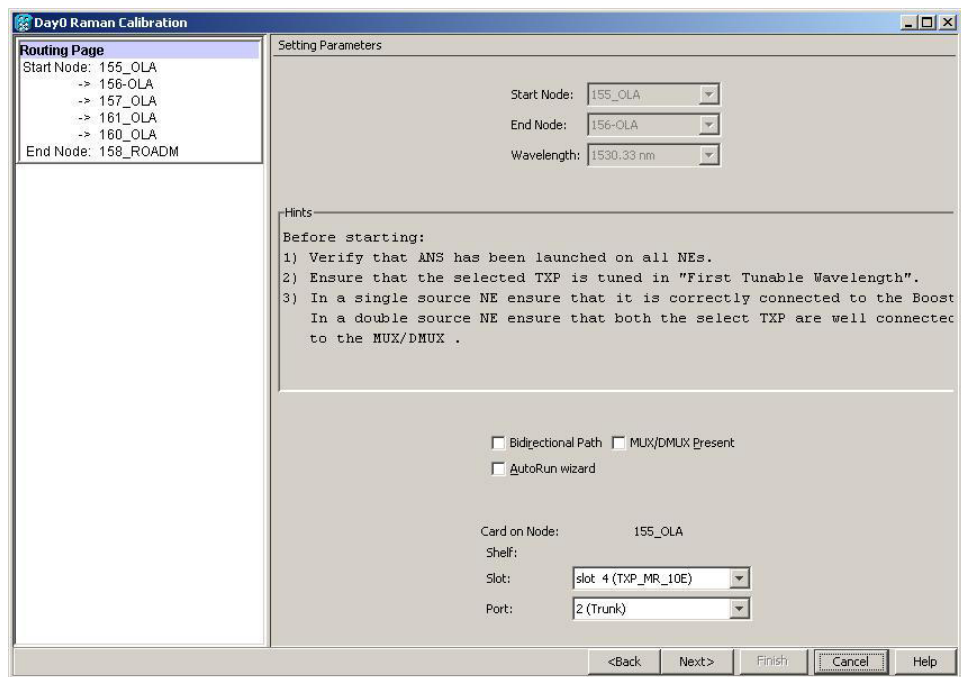 Day0 Raman Calibration
Routing Page
Start Node: 155_OLA
-> 156-OLA
-> 157_OLA
-> 161_OLA
-> 160_OLA
End Node: 158_ROADM
Setting Parameters
Start Node: 155_OLA
End Node: 156-OLA
Wavelength: 1530.33 nm
Hints
Before starting:
1) Verify that ANS has been launched on all NEs.
2) Ensure that the selected TXP is tuned in "First Tunable Wavelength".
3) In a single source NE ensure that it is correctly connected to the Boost
In a double source NE ensure that both the select TXP are well connected
to the MUX/DMUX .
Bidirectional Path MUX/DMUX Present
AutoRun wizard
Card on Node: 155_OLA
Shelf:
Slot: slot 4 (TXP_MR_10E)
Port: 2 (Trunk)
<Back Next> Finish Cancel Help